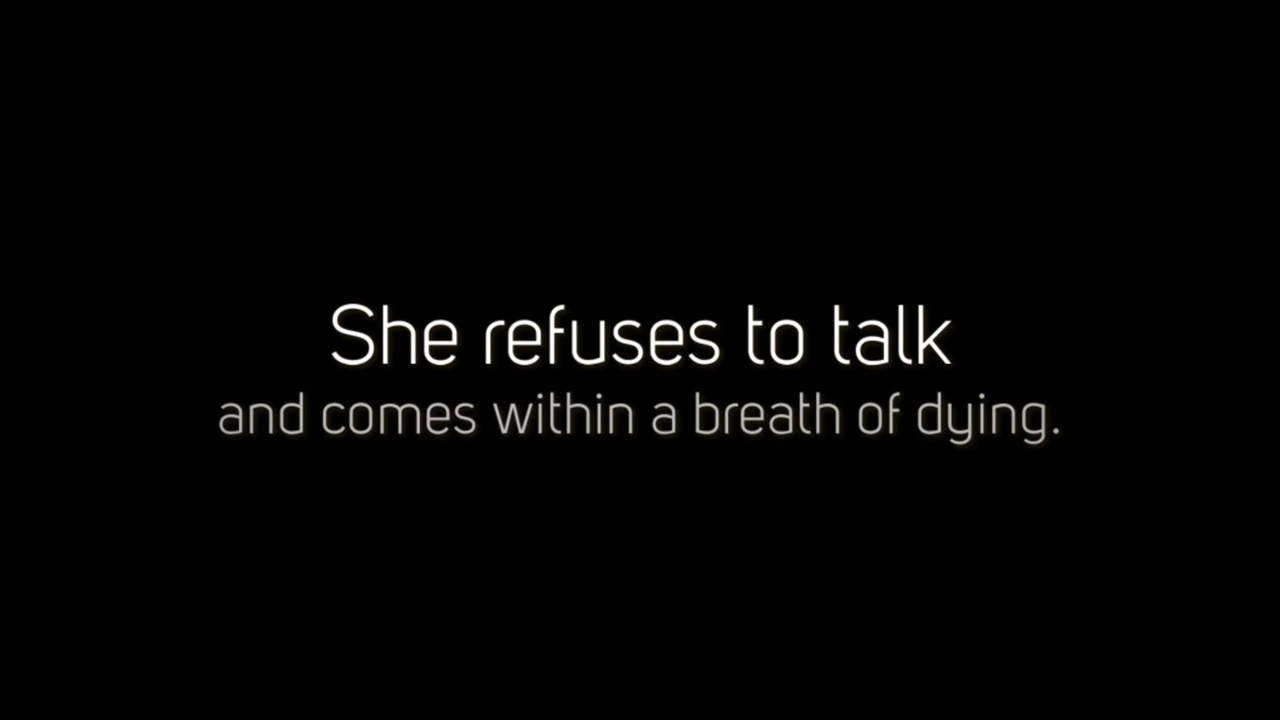 She refuses to talk
and comes within a breath of dying.